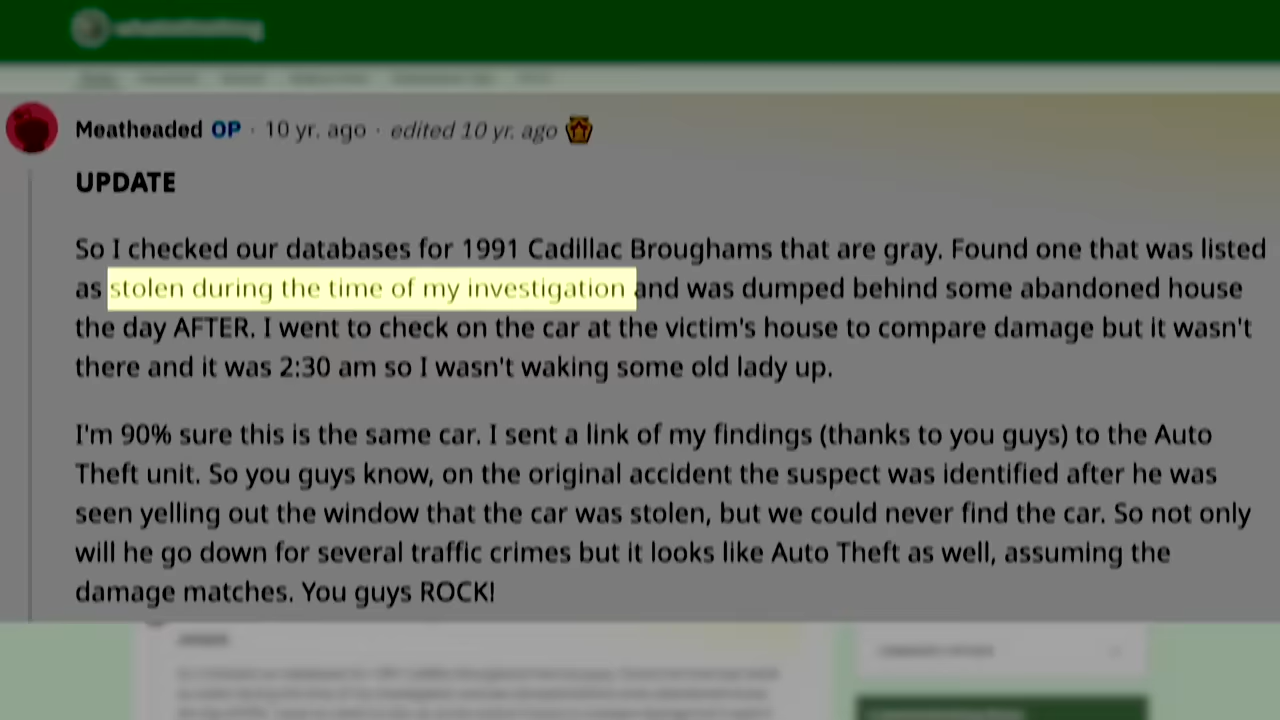 Meatheaded OP · 10 yr. ago · edited 10 yr. ago
UPDATE
So I checked our databases for 1991 Cadillac Broughams that are gray. Found one that was listed
as stolen during the time of my investigation and was dumped behind some abandoned house
the day AFTER. I went to check on the car at the victim's house to compare damage but it wasn't
there and it was 2:30 am so I wasn't waking some old lady up.
I'm 90% sure this is the same car. I sent a link of my findings (thanks to you guys) to the Auto
Theft unit. So you guys know, on the original accident the suspect was identified after he was
seen yelling out the window that the car was stolen, but we could never find the car. So not only
will he go down for several traffic crimes but it looks like Auto Theft as well, assuming the
damage matches. You guys ROCK!